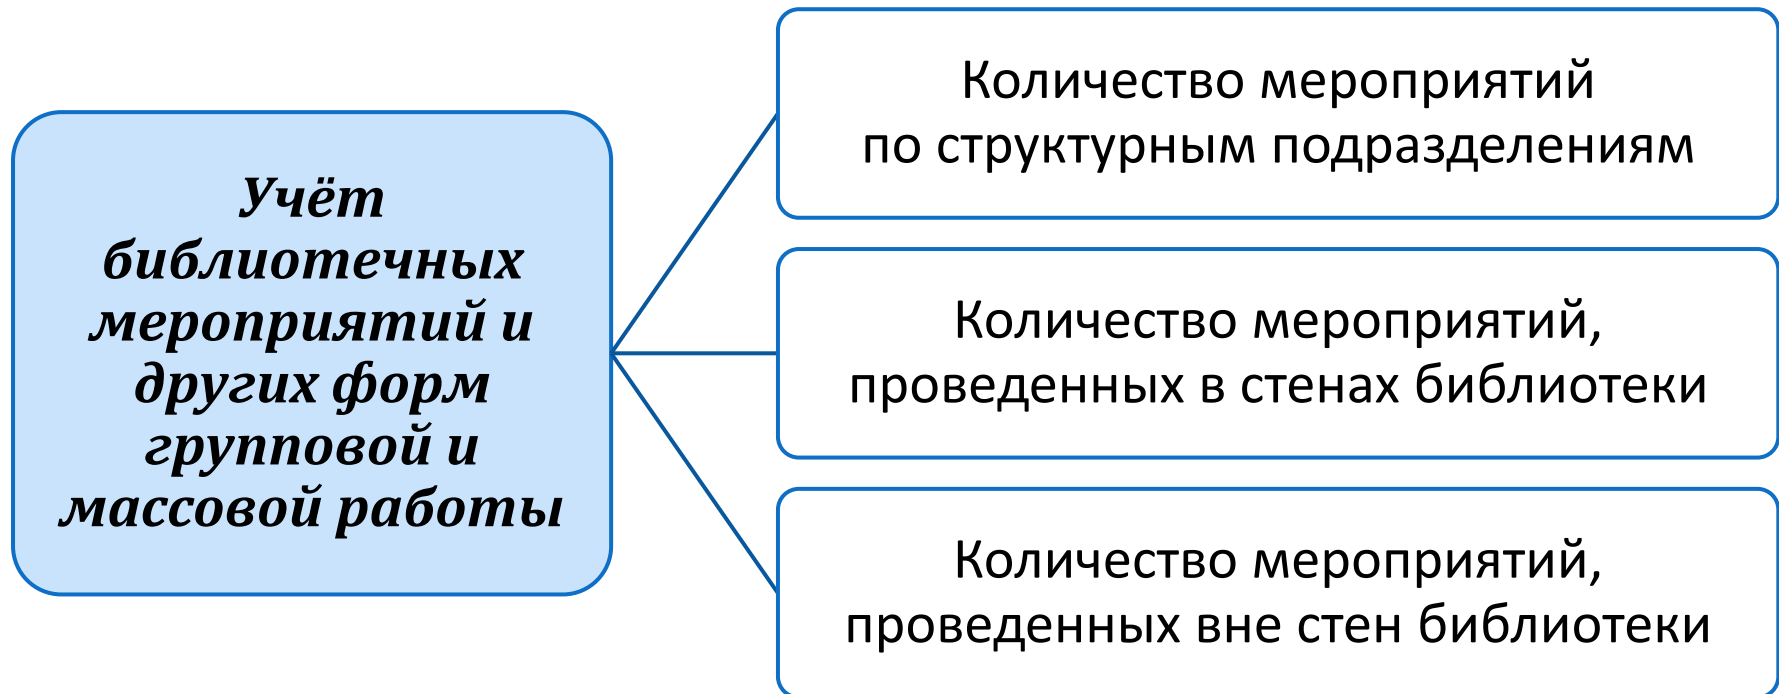 Учёт
библиотечных
мероприятий и
других форм
групповой и
массовой работы
Количество мероприятий
по структурным подразделениям
Количество мероприятий,
проведенных в стенах библиотеки
Количество мероприятий,
проведенных вне стен библиотеки